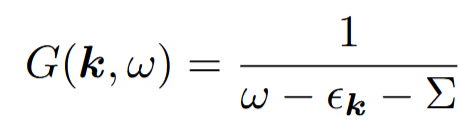 G(k, ω) = 1 / (ω − ϵ_k − Σ)